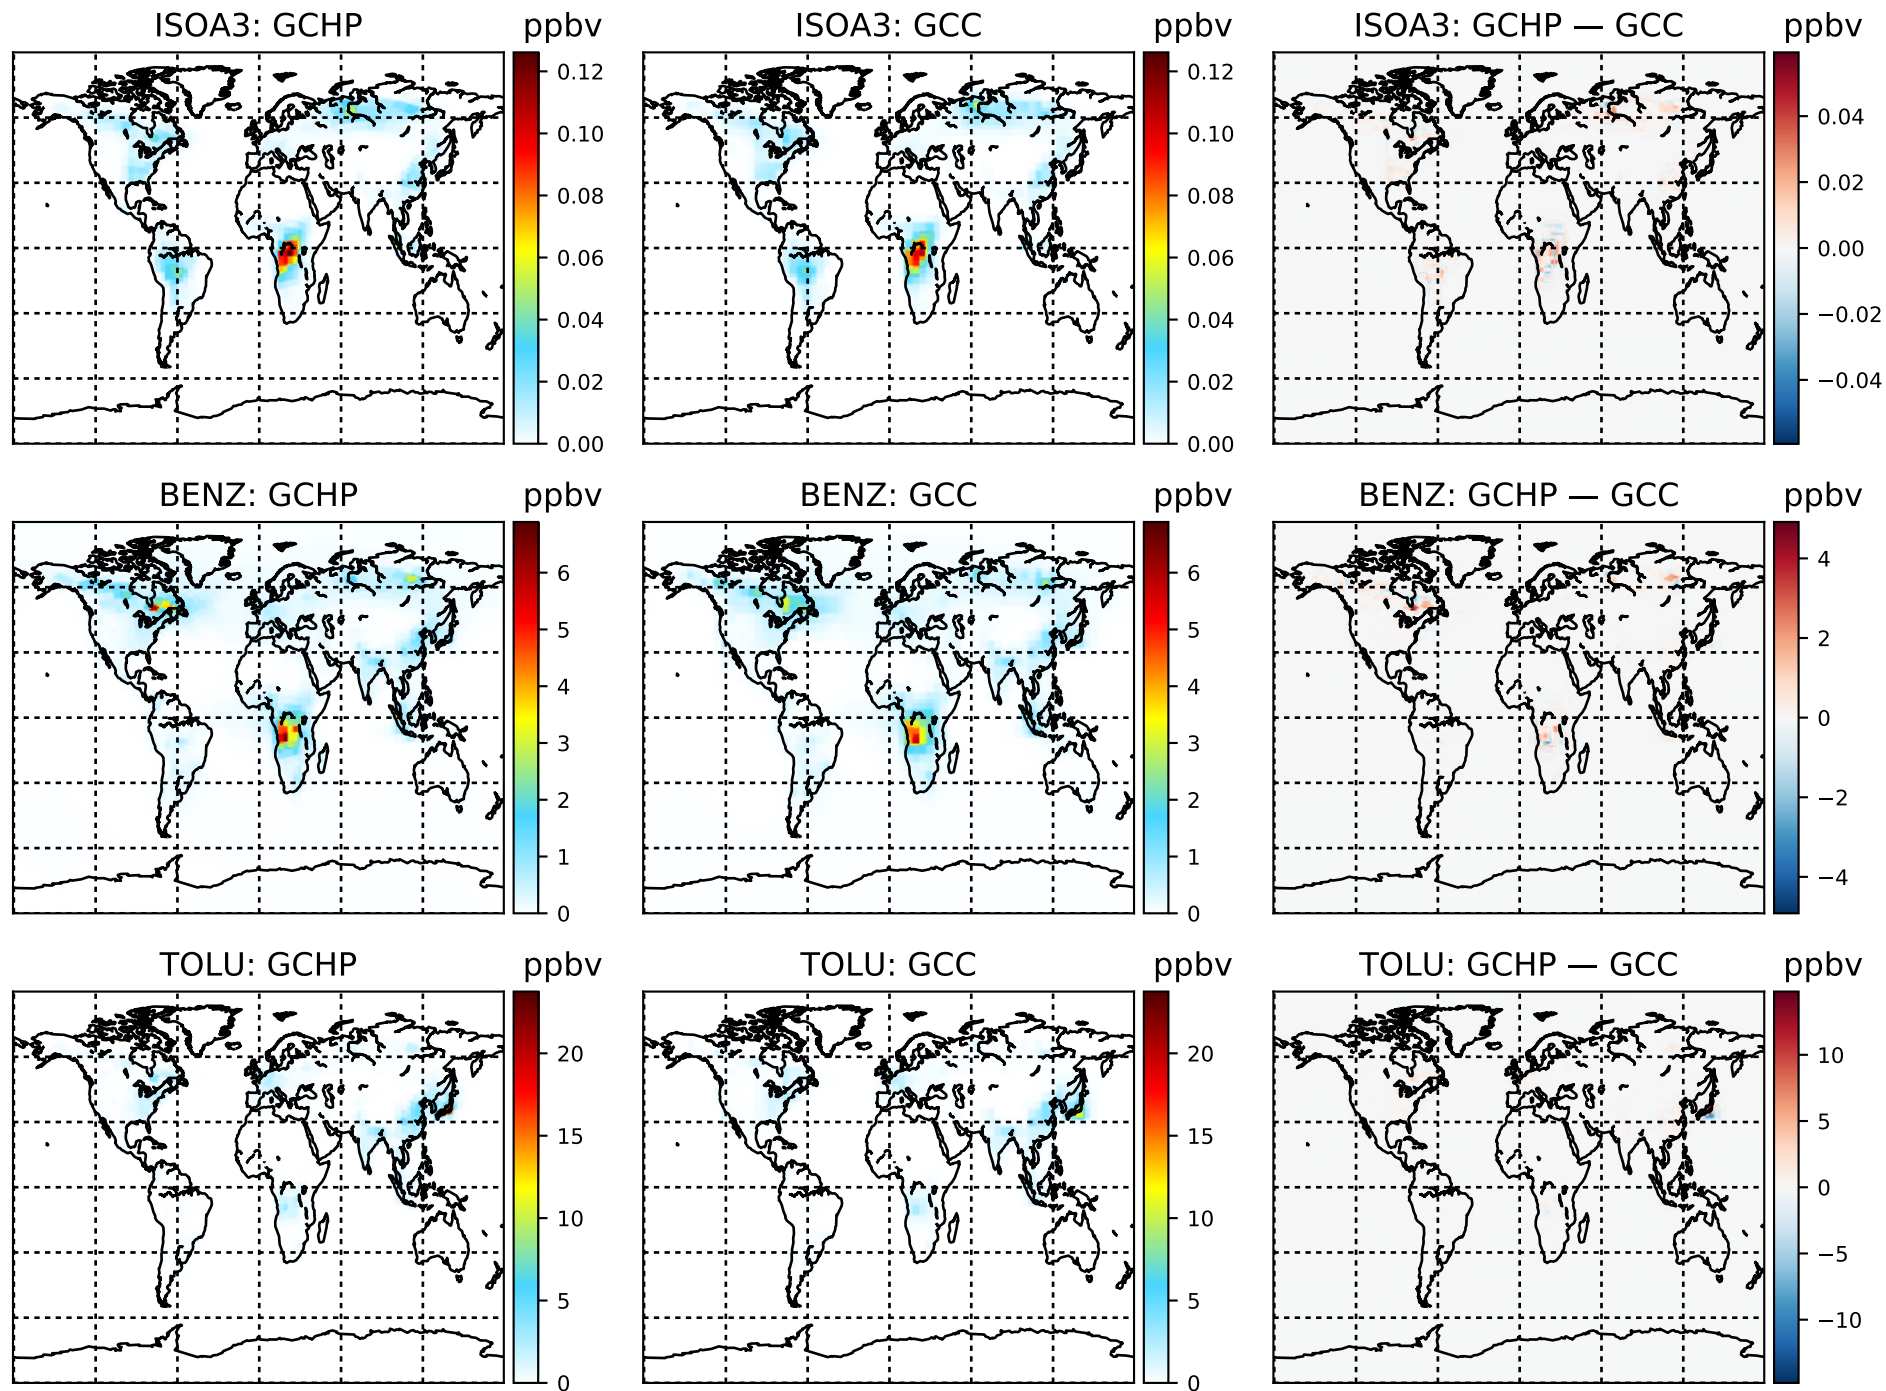 ISOA3: GCHP
ppbv
0.12
0.10
0.08
0.06
0.04
0.02
0.00
ISOA3: GCC
ppbv
0.12
0.10
0.08
0.06
0.04
0.02
0.00
ISOA3: GCHP — GCC
ppbv
0.04
0.02
0.00
−0.02
−0.04
BENZ: GCHP
ppbv
6
5
4
3
2
1
0
BENZ: GCC
ppbv
6
5
4
3
2
1
0
BENZ: GCHP — GCC
ppbv
4
2
0
−2
−4
TOLU: GCHP
ppbv
20
15
10
5
0
TOLU: GCC
ppbv
20
15
10
5
0
TOLU: GCHP — GCC
ppbv
10
5
0
−5
−10